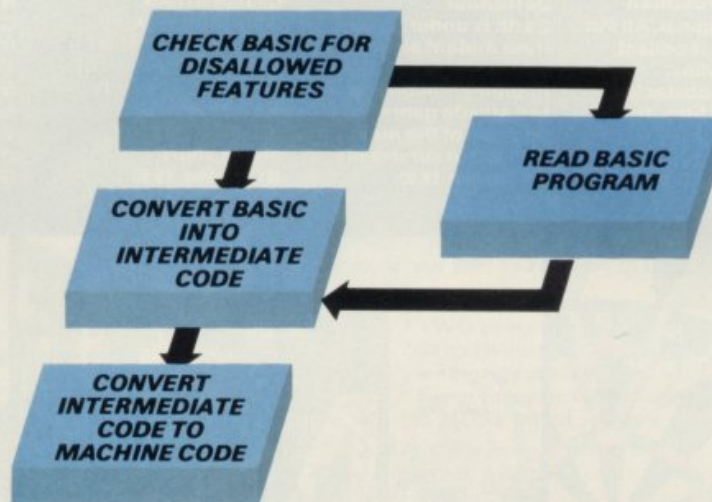 CHECK BASIC FOR
DISALLOWED
FEATURES
READ BASIC
PROGRAM
CONVERT BASIC
INTO
INTERMEDIATE
CODE
CONVERT
INTERMEDIATE
CODE TO
MACHINE CODE